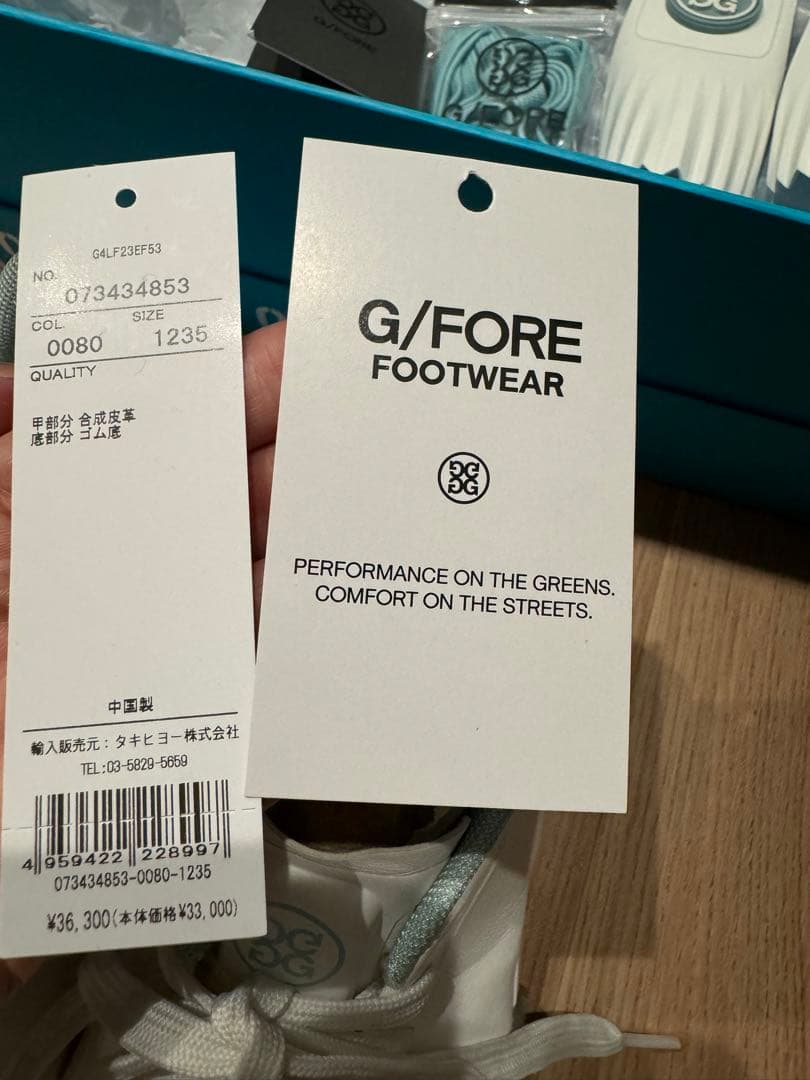 G/FORE
G/FORE
G4LF23EF53
NO.
073434853
COL.
SIZE
0080
1235
QUALITY
甲部分 合成皮革
底部分 ゴム底
中国製
輸入販売元：タキヒヨー株式会社
TEL:03-5829-5659
4 959422 228997
073434853-0080-1235
¥36,300(本体価格¥33,000)
G/FORE
FOOTWEAR
PERFORMANCE ON THE GREENS.
COMFORT ON THE STREETS.